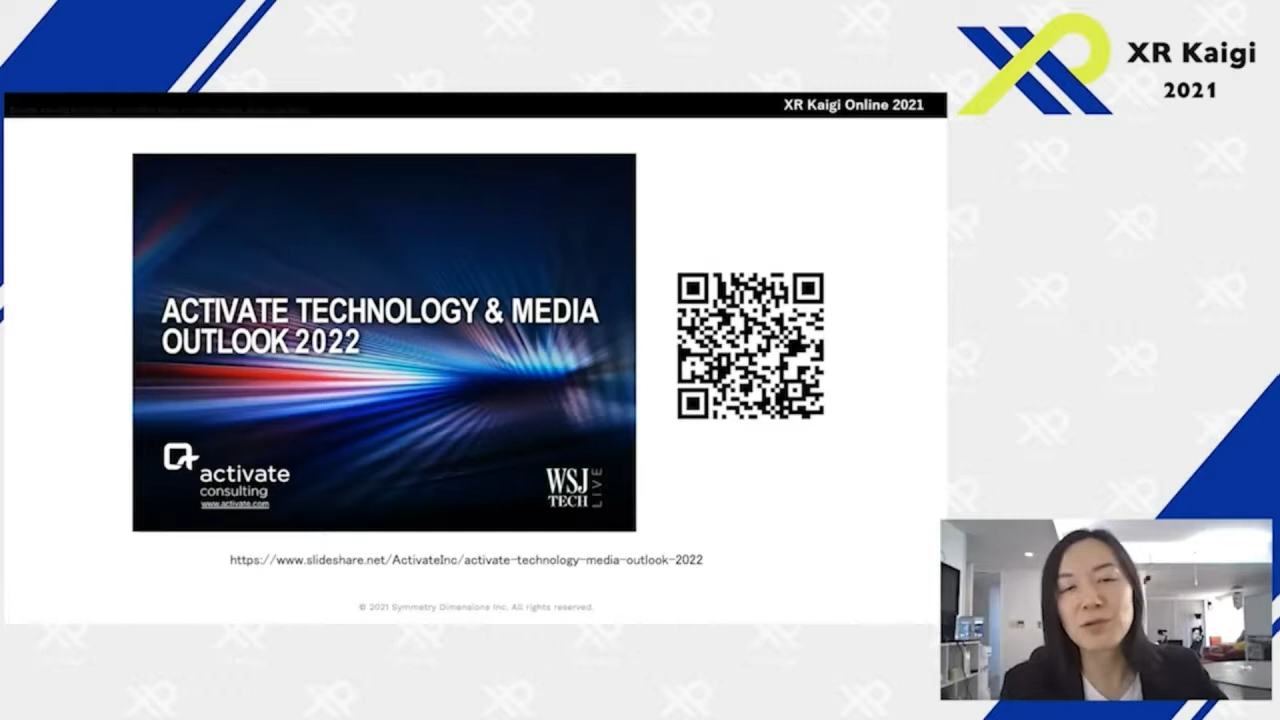 XR Kaigi
2021
XR Kaigi Online 2021
ACTIVATE TECHNOLOGY & MEDIA
OUTLOOK 2022
activate
consulting
www.activate.com
WSJ
TECH
LIVE
https://www.slideshare.net/ActivateInc/activate-technology-media-outlook-2022
© 2021 Symmetry Dimensions Inc. All rights reserved.